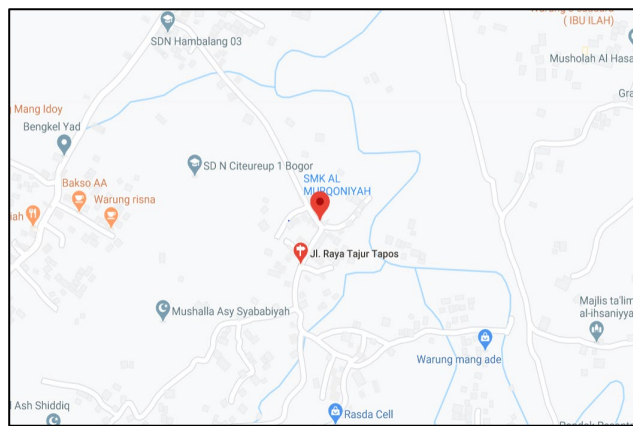 ( IBU ILAH)
SDN Hambalang 03
Musholah Al Hasa
Gra
Mang Idoy
Bengkel Yad
SD N Citeureup 1 Bogor
SMK AL
MURQONIYAH
Bakso AA
Warung risna
iah
Jl. Raya Tajur Tapos
Mushalla Asy Syababiyah
Majlis ta'lim
al-ihsaniyya
Warung mang ade
l Ash Shiddiq
Rasda Cell